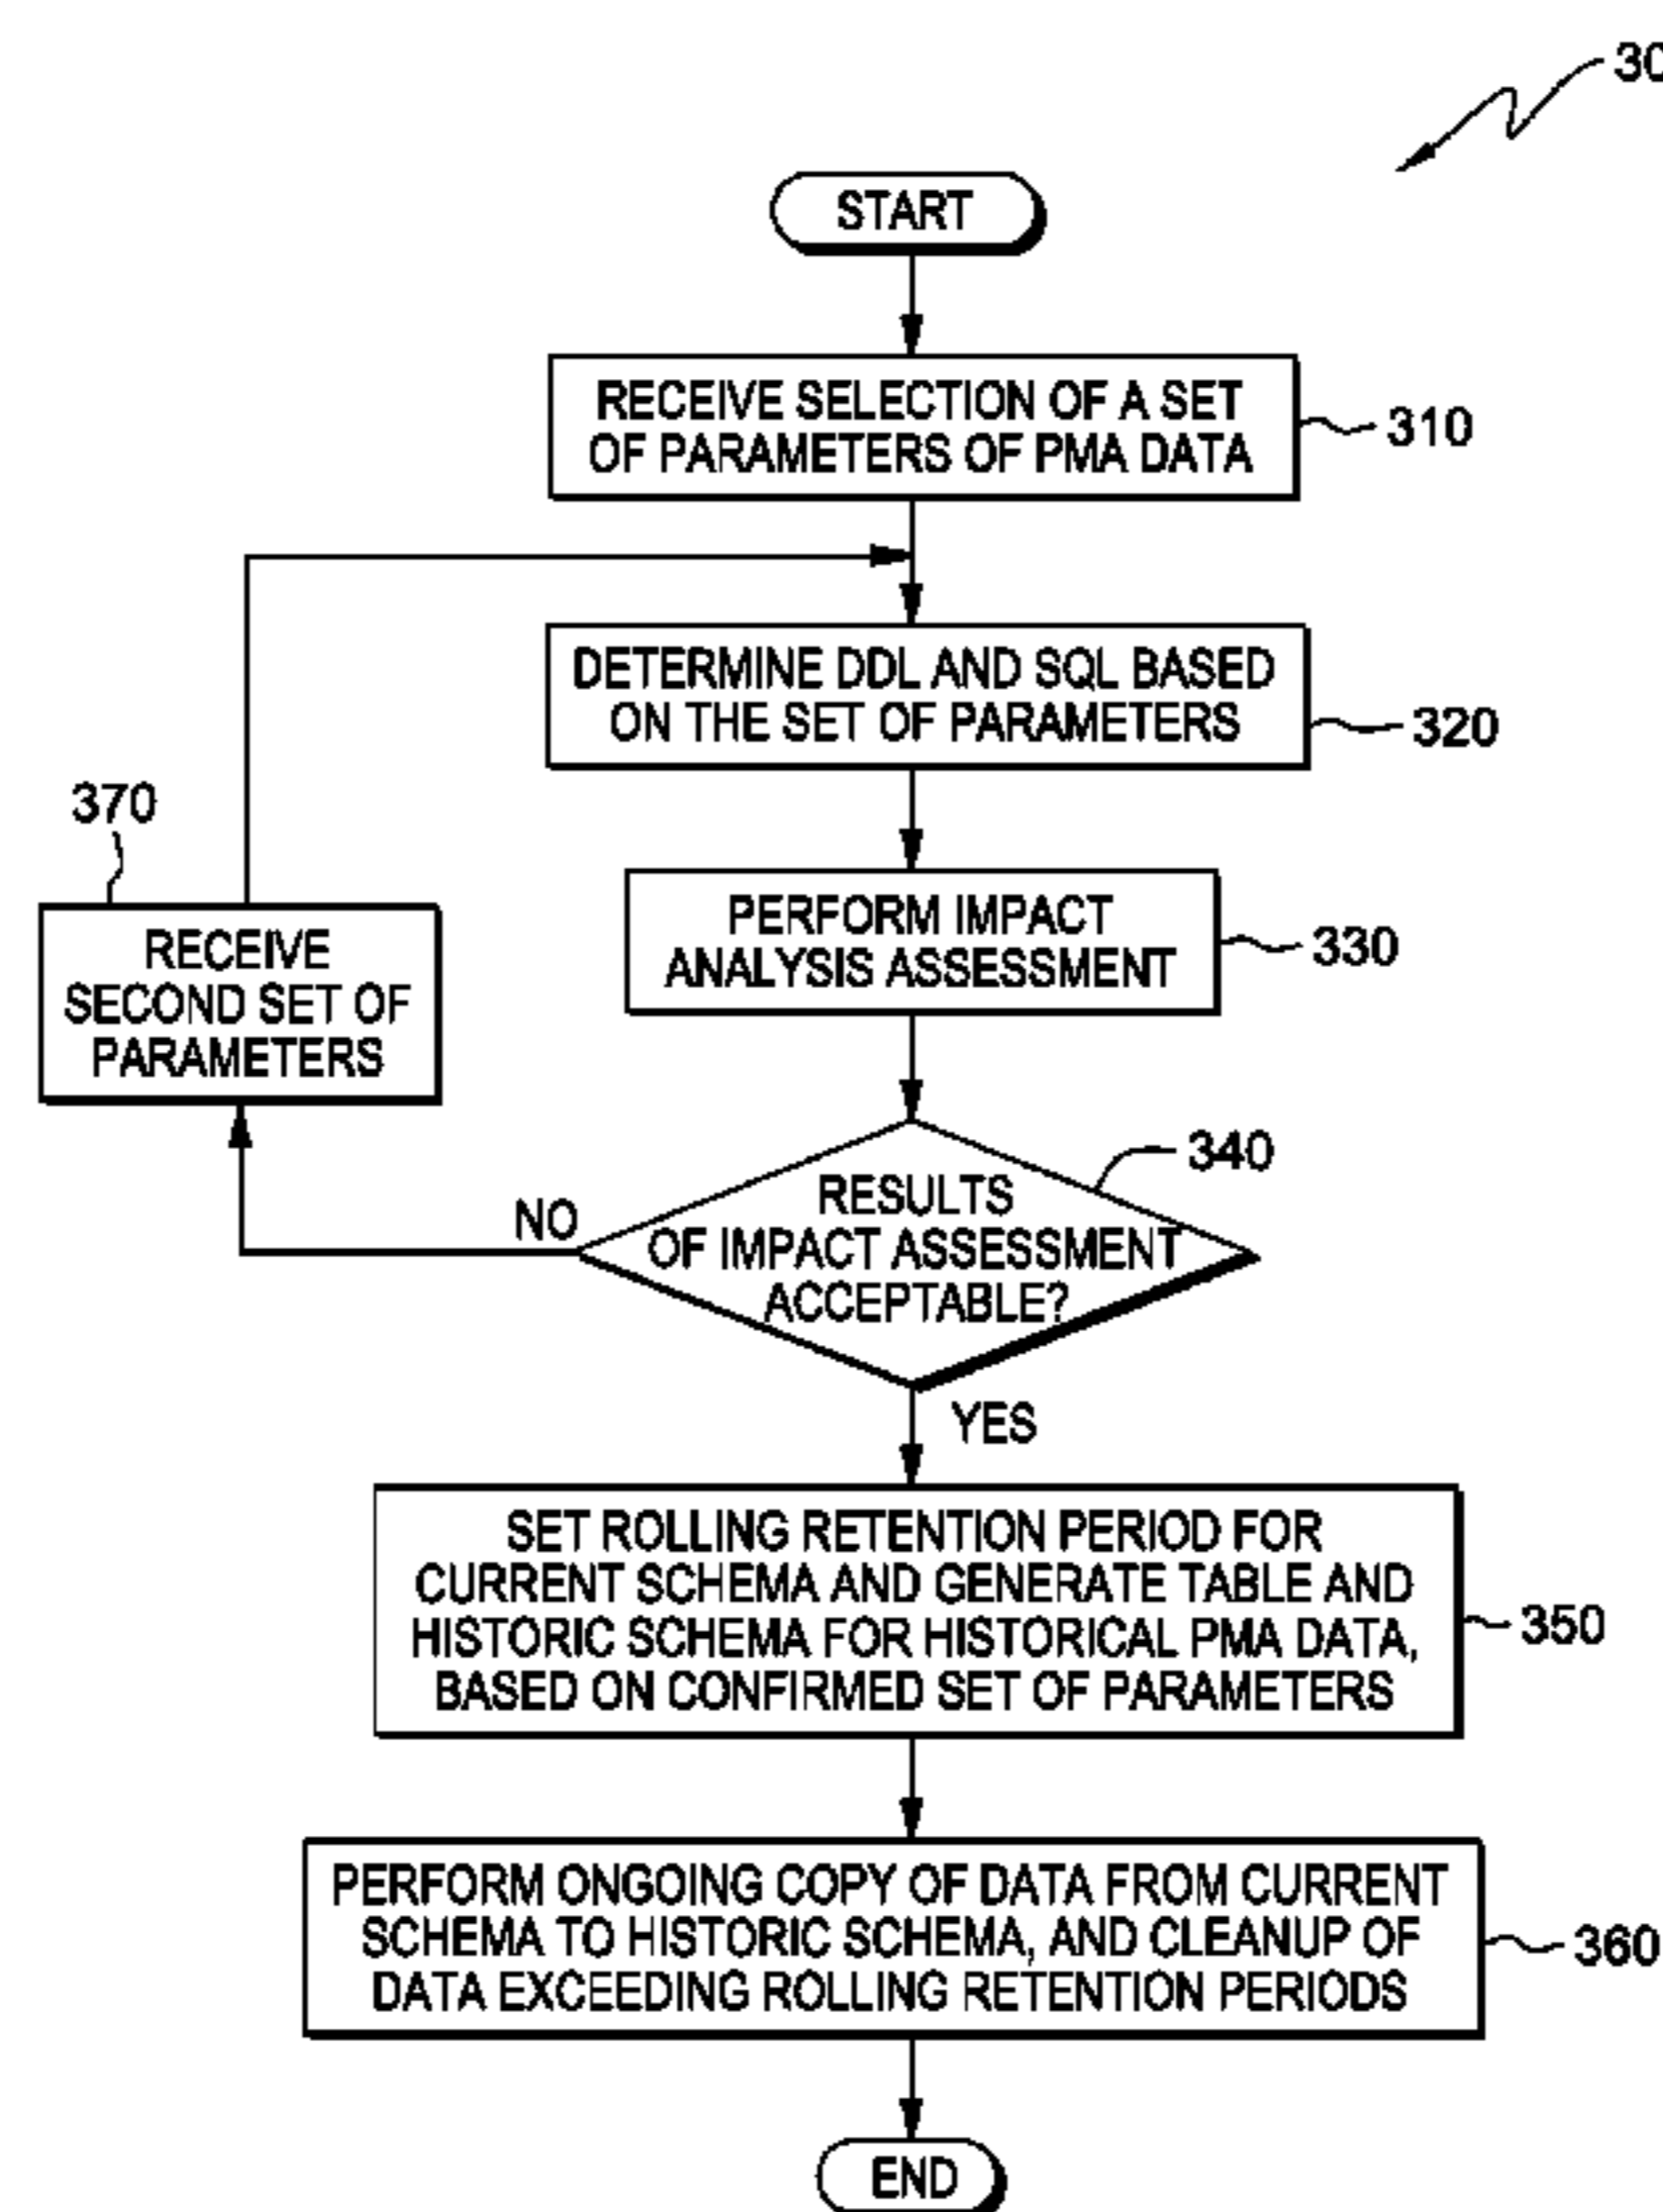 30
START
RECEIVE SELECTION OF A SET
OF PARAMETERS OF PMA DATA
310
DETERMINE DDL AND SQL BASED
ON THE SET OF PARAMETERS
320
370
RECEIVE
SECOND SET OF
PARAMETERS
PERFORM IMPACT
ANALYSIS ASSESSMENT
330
340
RESULTS
OF IMPACT ASSESSMENT
ACCEPTABLE?
NO
YES
SET ROLLING RETENTION PERIOD FOR
CURRENT SCHEMA AND GENERATE TABLE AND
HISTORIC SCHEMA FOR HISTORICAL PMA DATA,
BASED ON CONFIRMED SET OF PARAMETERS
350
PERFORM ONGOING COPY OF DATA FROM CURRENT
SCHEMA TO HISTORIC SCHEMA, AND CLEANUP OF
DATA EXCEEDING ROLLING RETENTION PERIODS
360
END